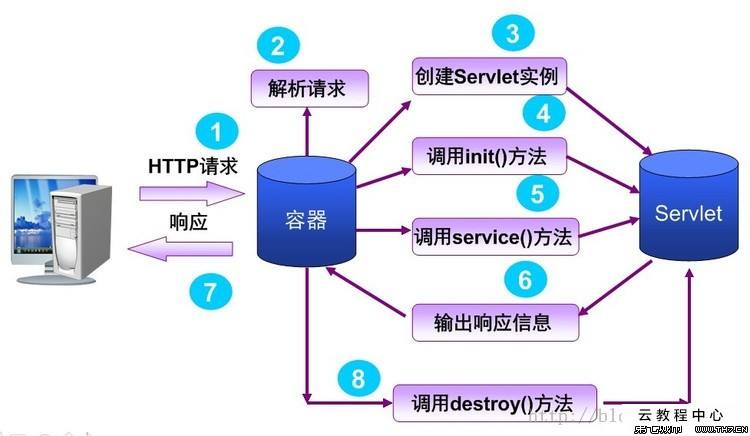 1
HTTP请求
响应
7
2
解析请求
容器
3
创建Servlet实例
4
调用init()方法
5
调用service()方法
6
输出响应信息
8
调用destroy()方法
Servlet
http://blo
云教程中心